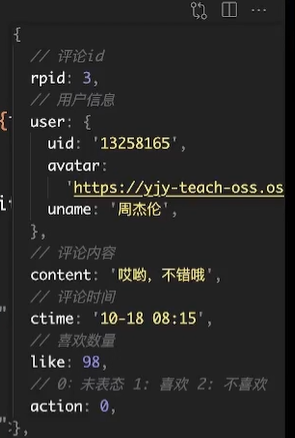 {
// 评论id
rpid: 3,
// 用户信息
user: {
uid: '13258165',
avatar:
'https://yjy-teach-oss.os
uname: '周杰伦',
},
// 评论内容
content: '哎哟，不错哦',
// 评论时间
ctime: '10-18 08:15',
// 喜欢数量
like: 98,
// 0: 未表态 1: 喜欢 2: 不喜欢
action: 0,
},